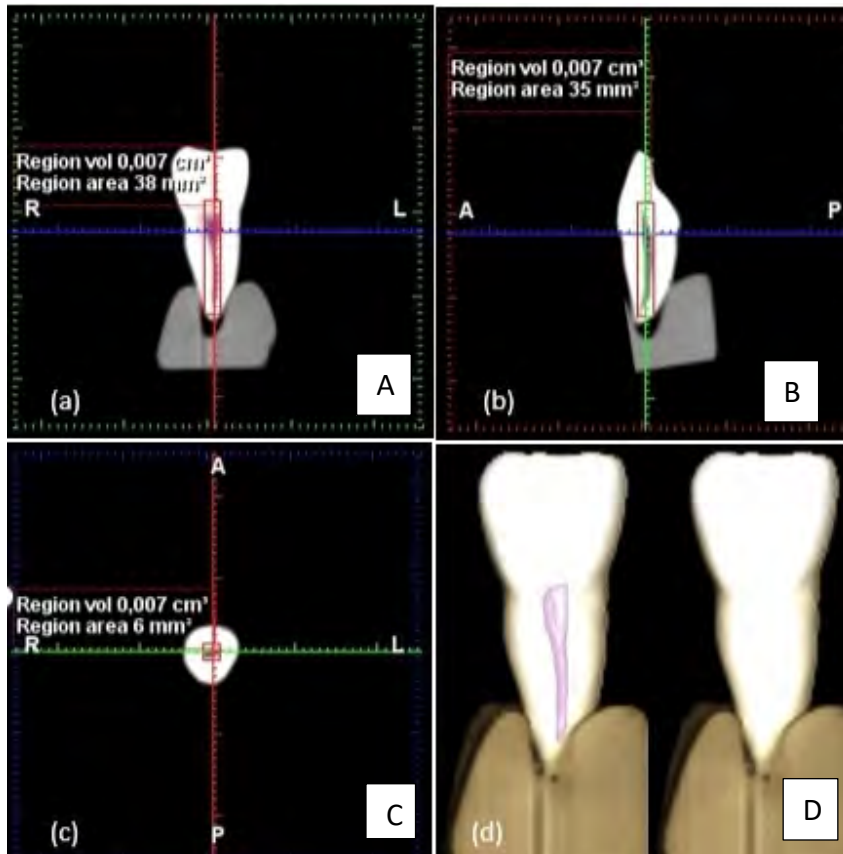 Region vol 0,007 cm³
Region area 38 mm²
R
L
(a)
A
Region vol 0,007 cm³
Region area 35 mm²
A
P
(b)
B
A
Region vol 0,007 cm³
Region area 6 mm²
R
L
(c)
P
C
(d)
D